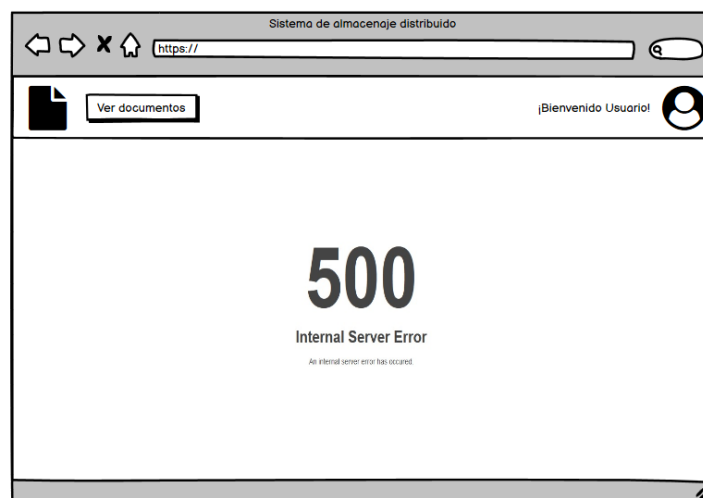 Sistema de almacenaje distribuido
https://
Ver documentos
¡Bienvenido Usuario!
500
Internal Server Error
An internal server error has occured.